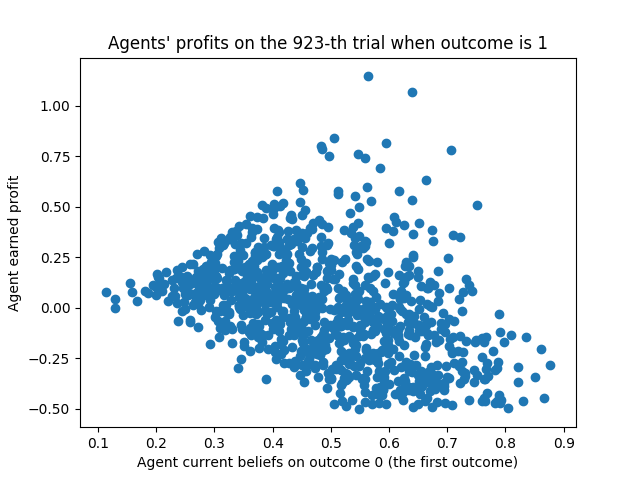 Agents' profits on the 923-th trial when outcome is 1
Agent earned profit
1.00
0.75
0.50
0.25
0.00
−0.25
−0.50
0.1 0.2 0.3 0.4 0.5 0.6 0.7 0.8 0.9
Agent current beliefs on outcome 0 (the first outcome)